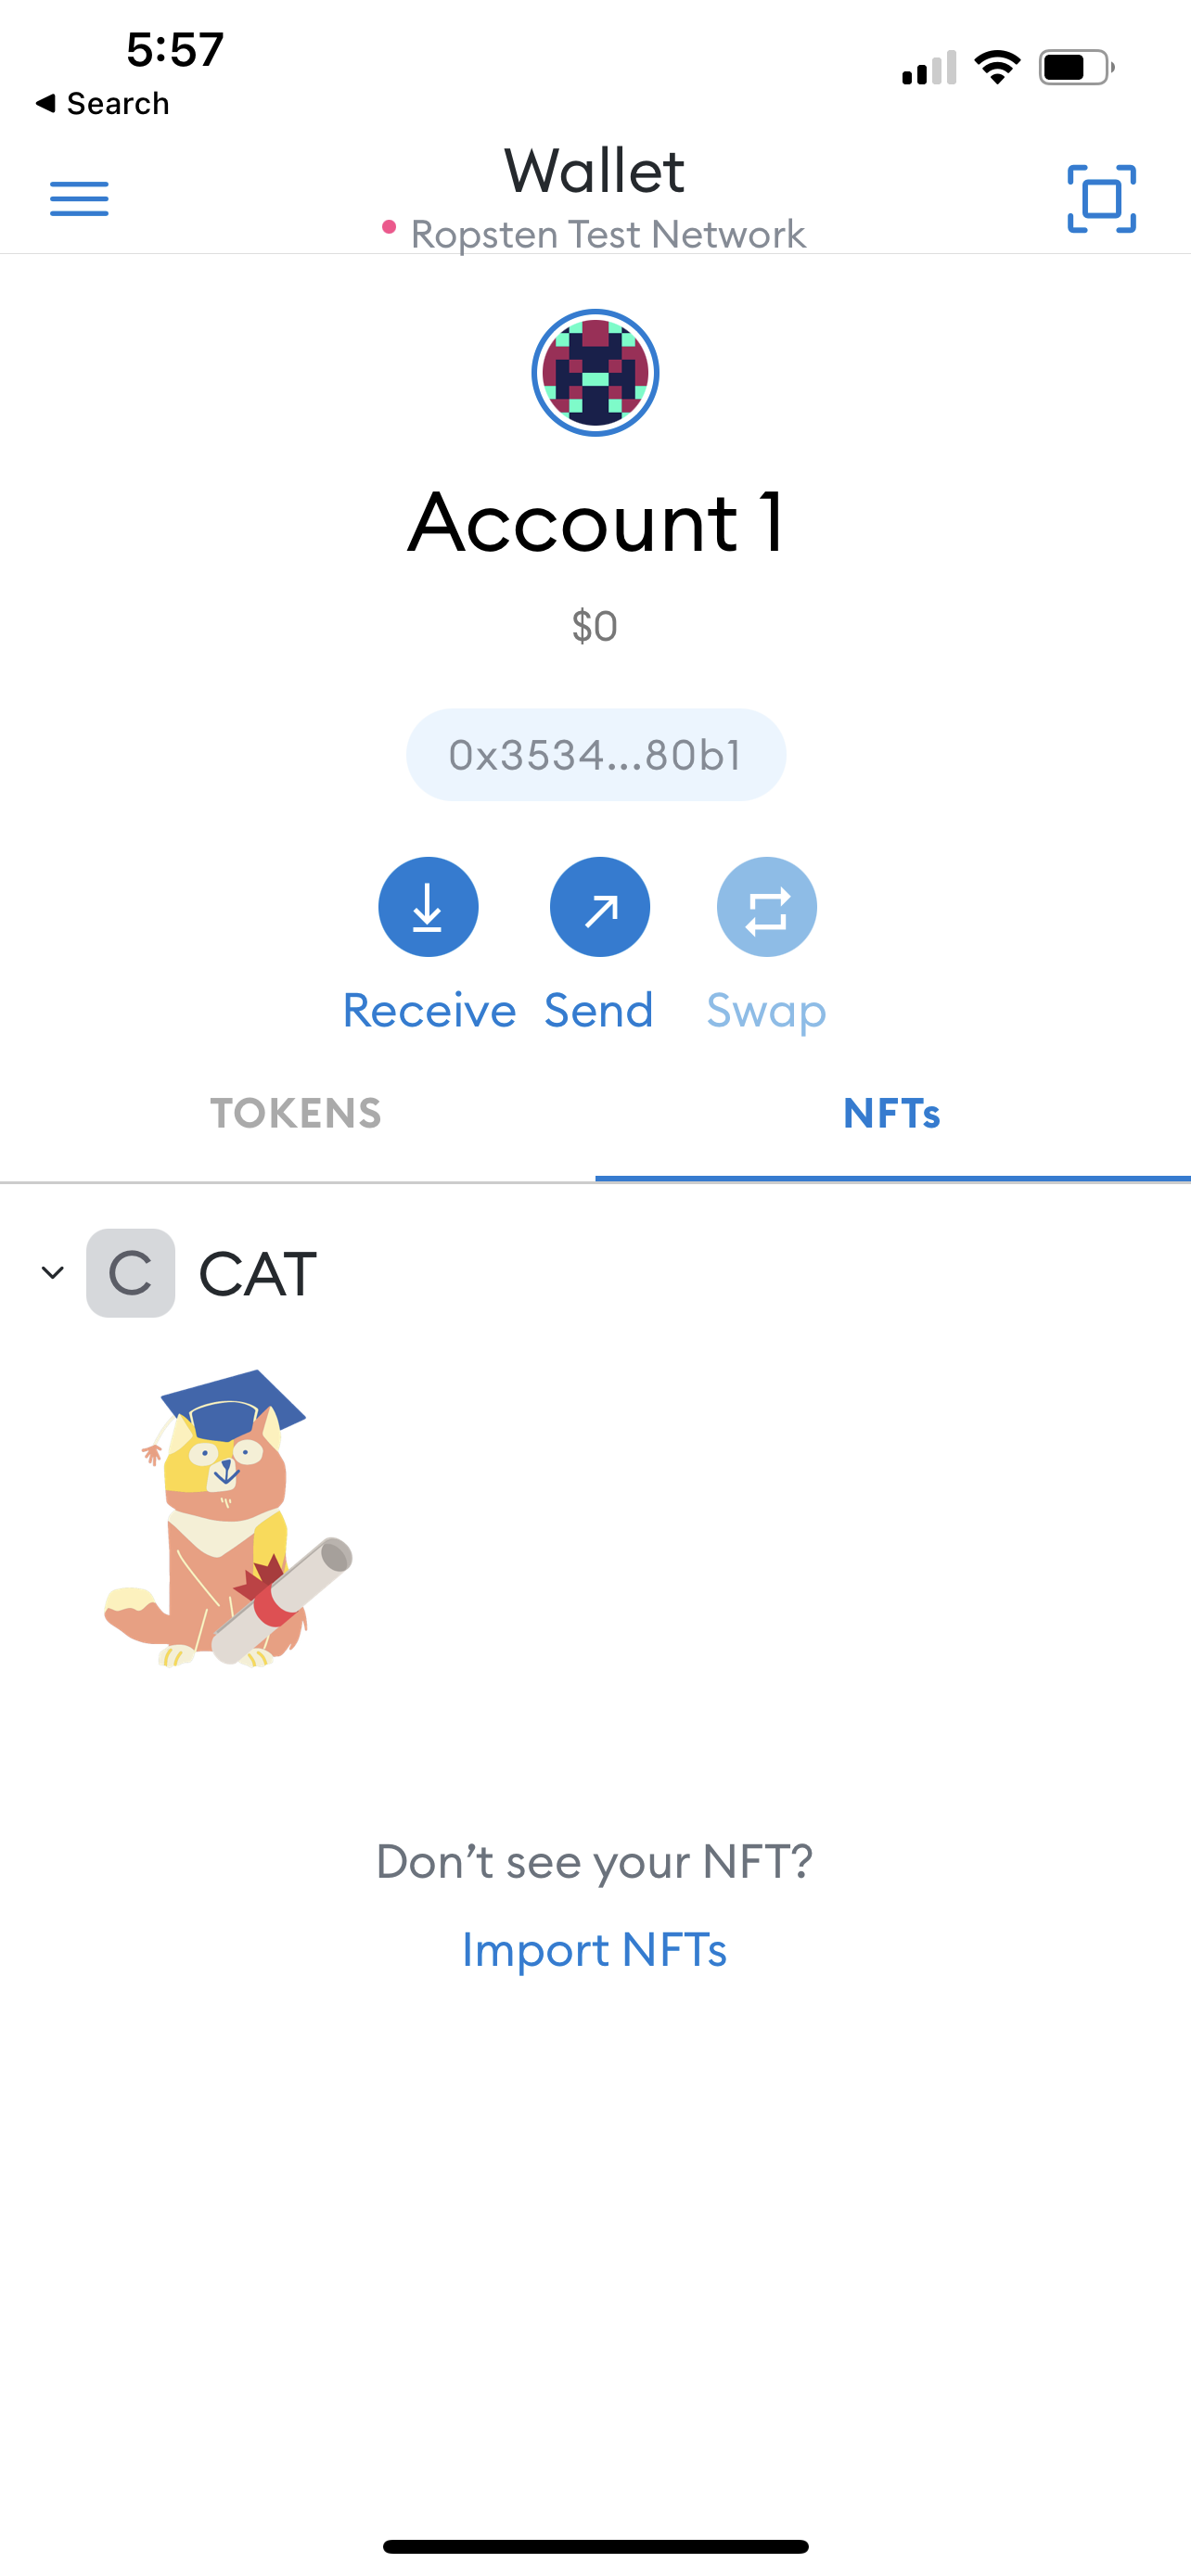 5:57
◀ Search
Wallet
Ropsten Test Network
Account 1
$0
0x3534...80b1
Receive Send Swap
TOKENS NFTs
C CAT
Don’t see your NFT?
Import NFTs